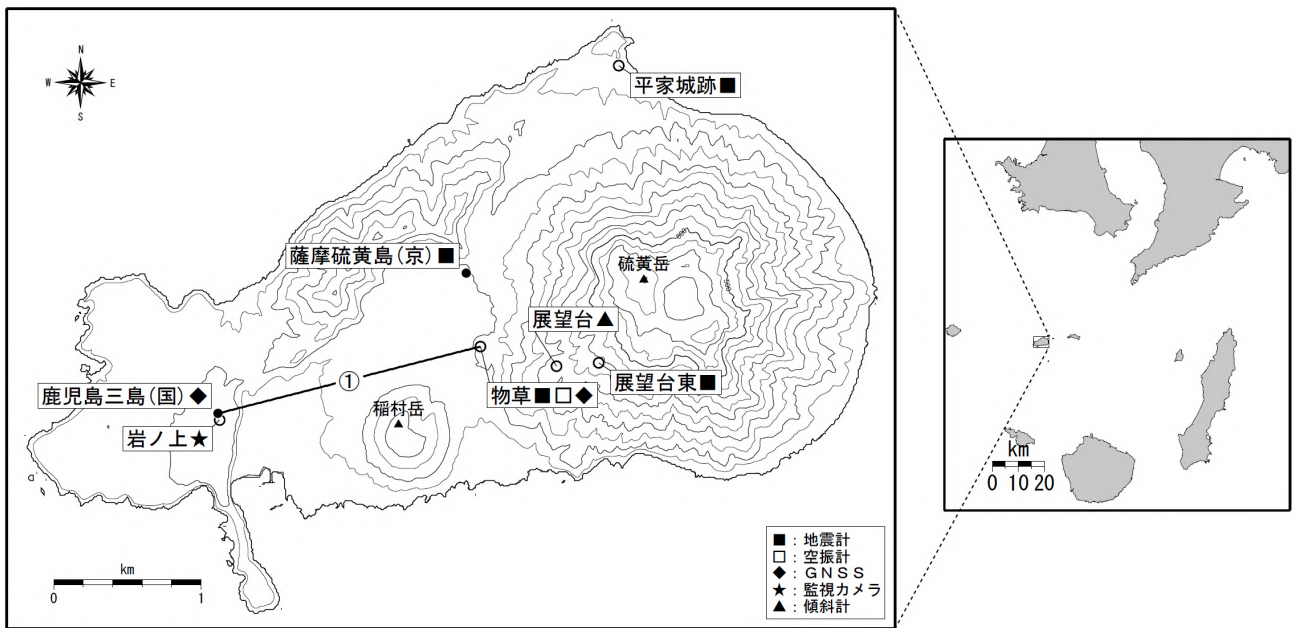 N
W E
S
平家城跡■
薩摩硫黄島(京)■
硫黄岳
展望台▲
①
鹿児島三島(国)◆
物草■□◆
展望台東■
稲村岳
岩ノ上★
km
0 1
■:地震計
□:空振計
◆:GNSS
★:監視カメラ
▲:傾斜計
km
0 10 20